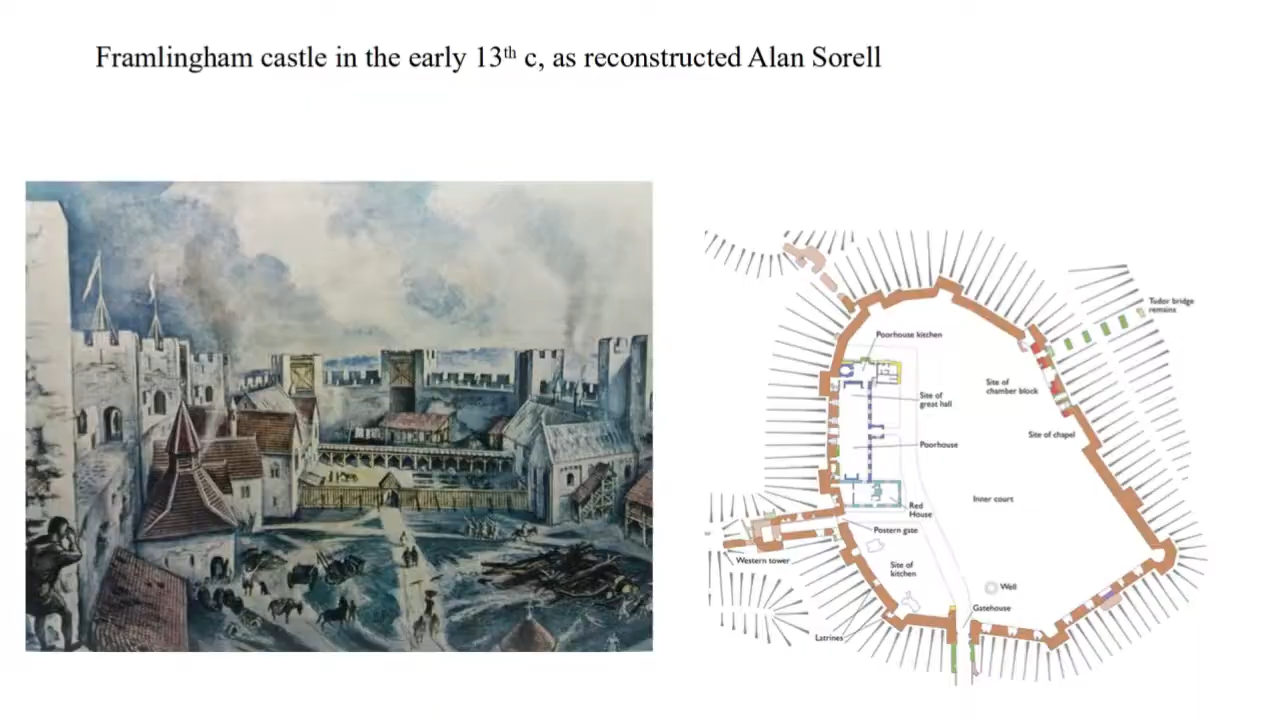 Framlingham castle in the early 13th c, as reconstructed Alan Sorell
Tudor bridge
remains
Poorhouse kitchen
Site of
chamber block
Site of
great hall
Site of chapel
Poorhouse
Inner court
Red
House
Postern gate
Western tower
Site of
kitchen
Well
Gatehouse
Latrines